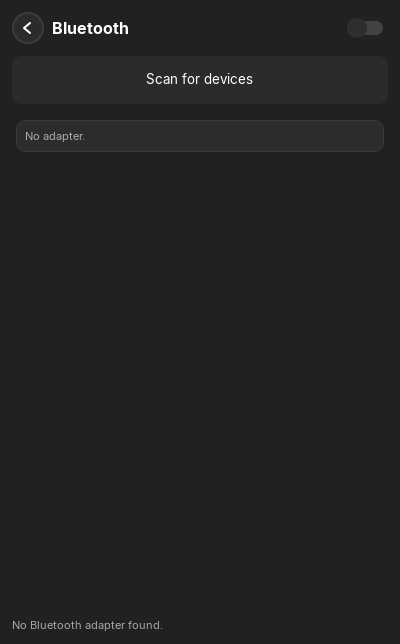 Bluetooth
Scan for devices
No adapter.
No Bluetooth adapter found.